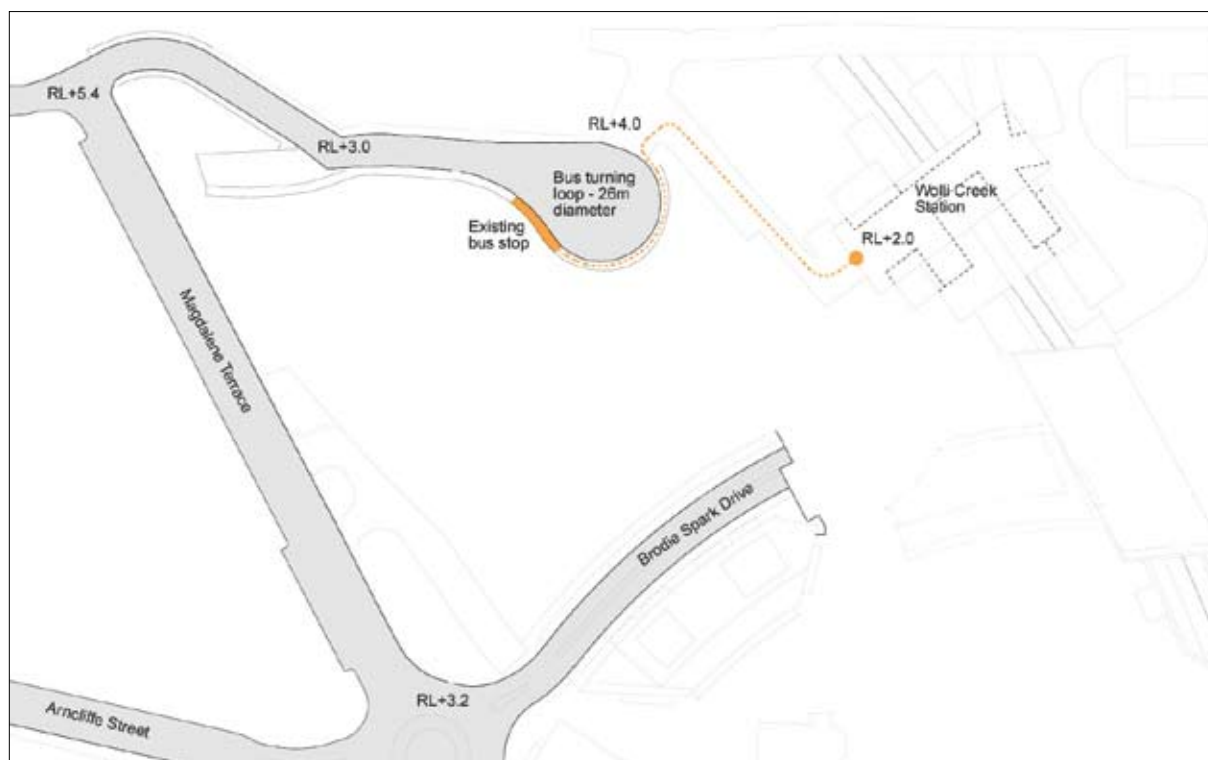 RL+5.4
RL+3.0
RL+4.0
Bus turning
loop - 26m
diameter
Existing
bus stop
Wolli Creek
Station
RL+2.0
Magdalene Terrace
Brodie Spark Drive
RL+3.2
Arncliffe Street